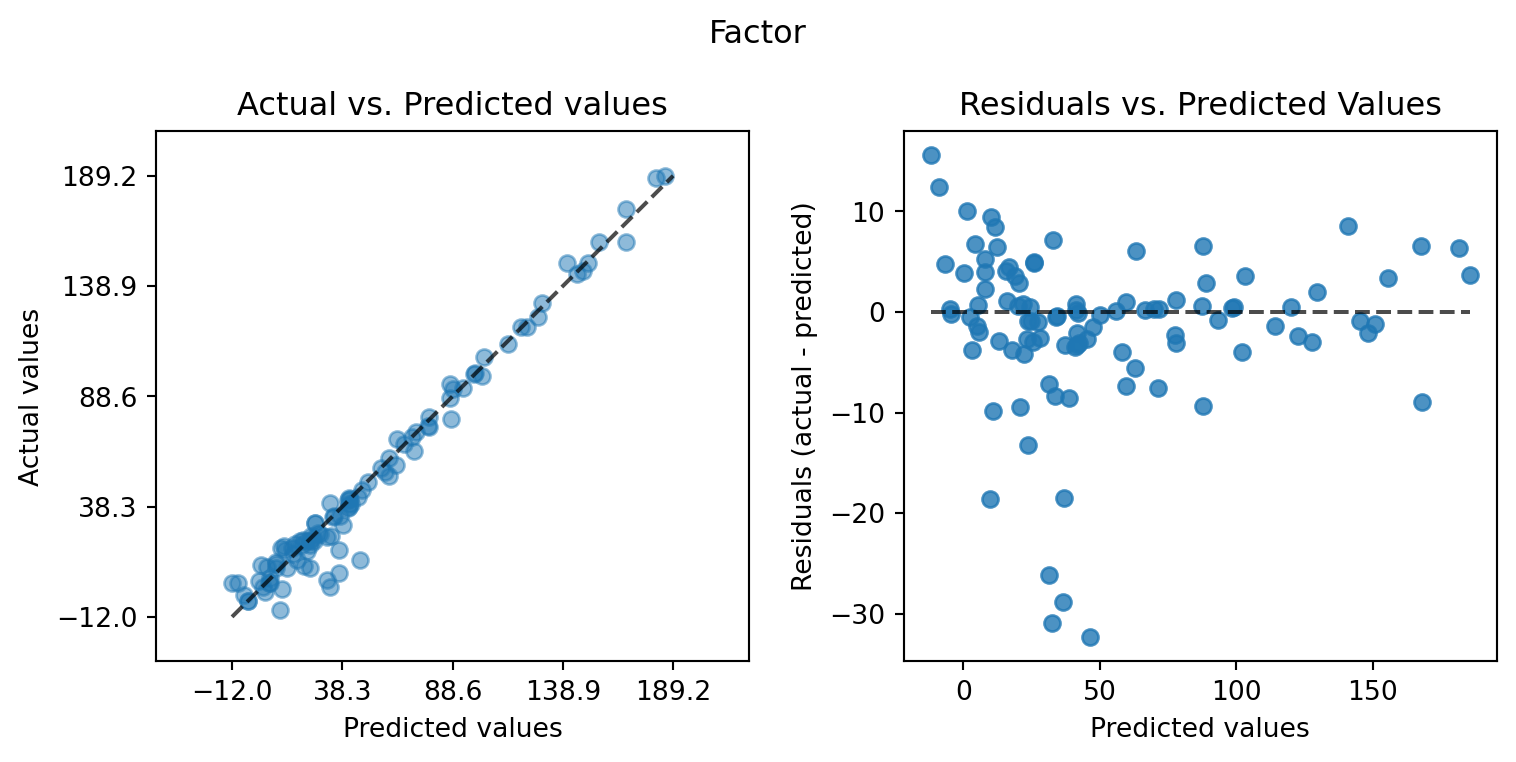 Factor
Actual vs. Predicted values
Residuals vs. Predicted Values
Actual values
189.2
138.9
88.6
38.3
−12.0
−12.0 38.3 88.6 138.9 189.2
Predicted values
Residuals (actual - predicted)
10
0
−10
−20
−30
0 50 100 150
Predicted values